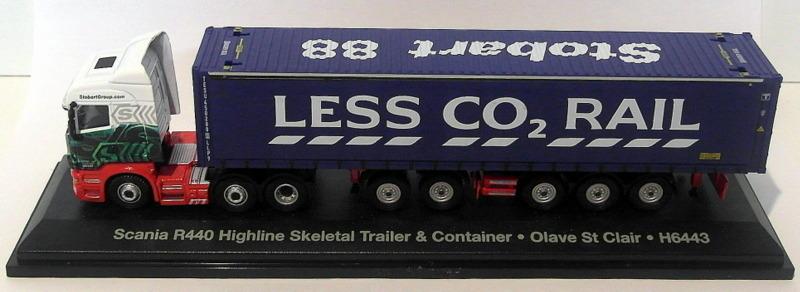 Stobart 88
StobartGroup.com
LESS CO₂ RAIL
Scania R440 Highline Skeletal Trailer & Container • Olave St Clair • H6443